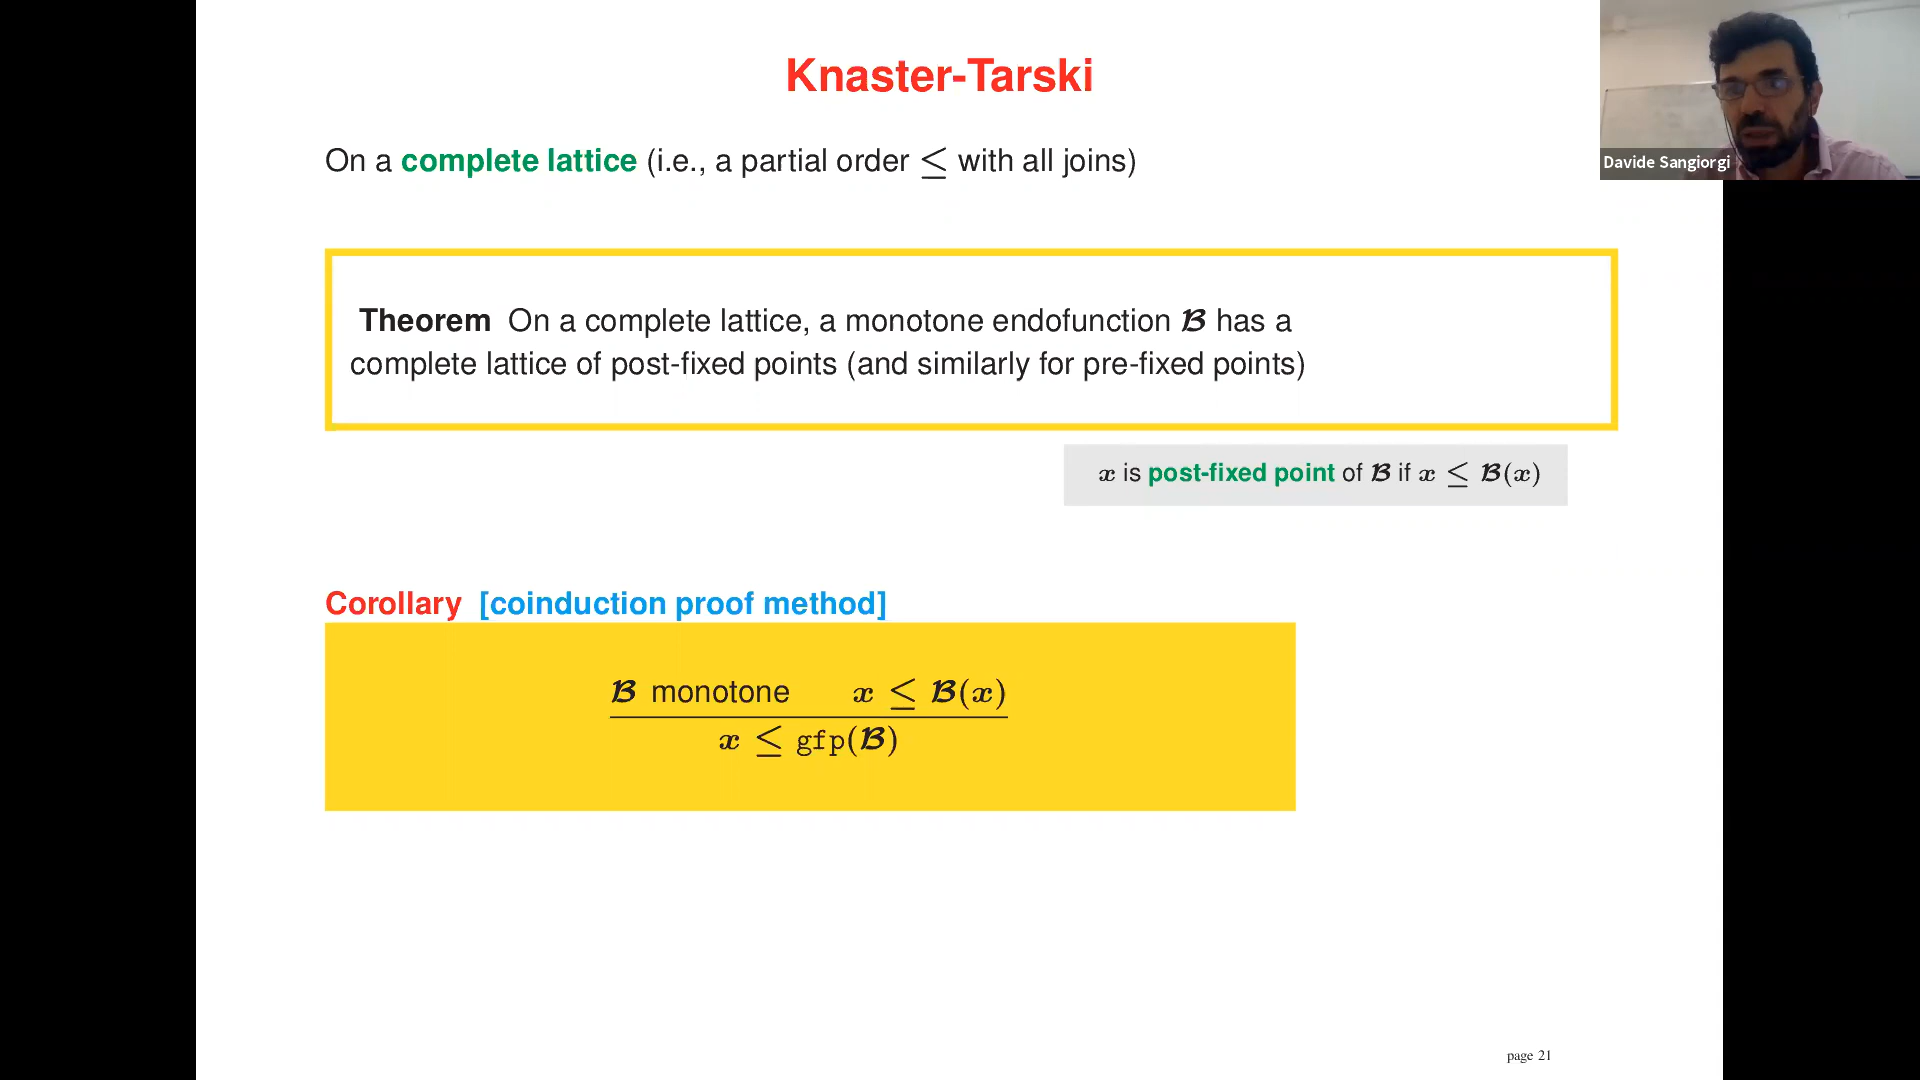 Knaster-Tarski
On a complete lattice (i.e., a partial order ≤ with all joins)
Davide Sangiorgi
Theorem On a complete lattice, a monotone endofunction 𝓑 has a
complete lattice of post-fixed points (and similarly for pre-fixed points)
x is post-fixed point of 𝓑 if x ≤ 𝓑(x)
Corollary [coinduction proof method]
𝓑 monotone x ≤ 𝓑(x)
x ≤ gfp(𝓑)
page 21